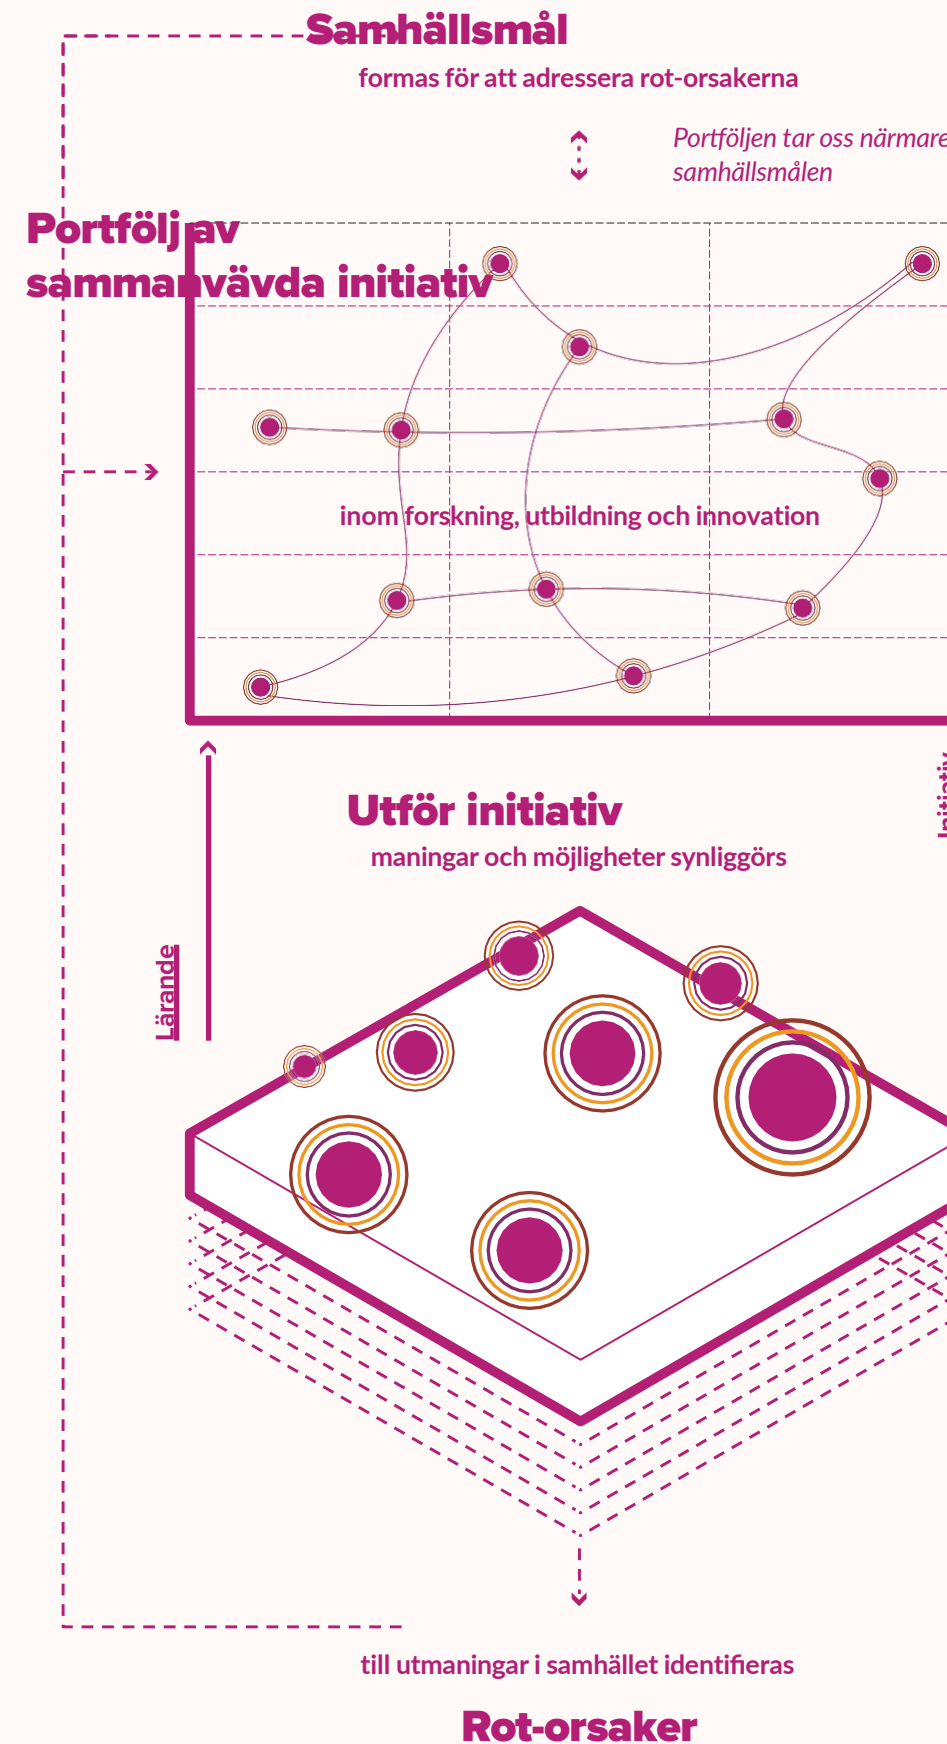 Samhällsmål
formas för att adressera rot-orsakerna
Portföljen tar oss närmare
samhällsmålen
Portfölj av
sammanvävda initiativ
inom forskning, utbildning och innovation
Initiativ
Utför initiativ
maningar och möjligheter synliggörs
Lärande
till utmaningar i samhället identifieras
Rot-orsaker